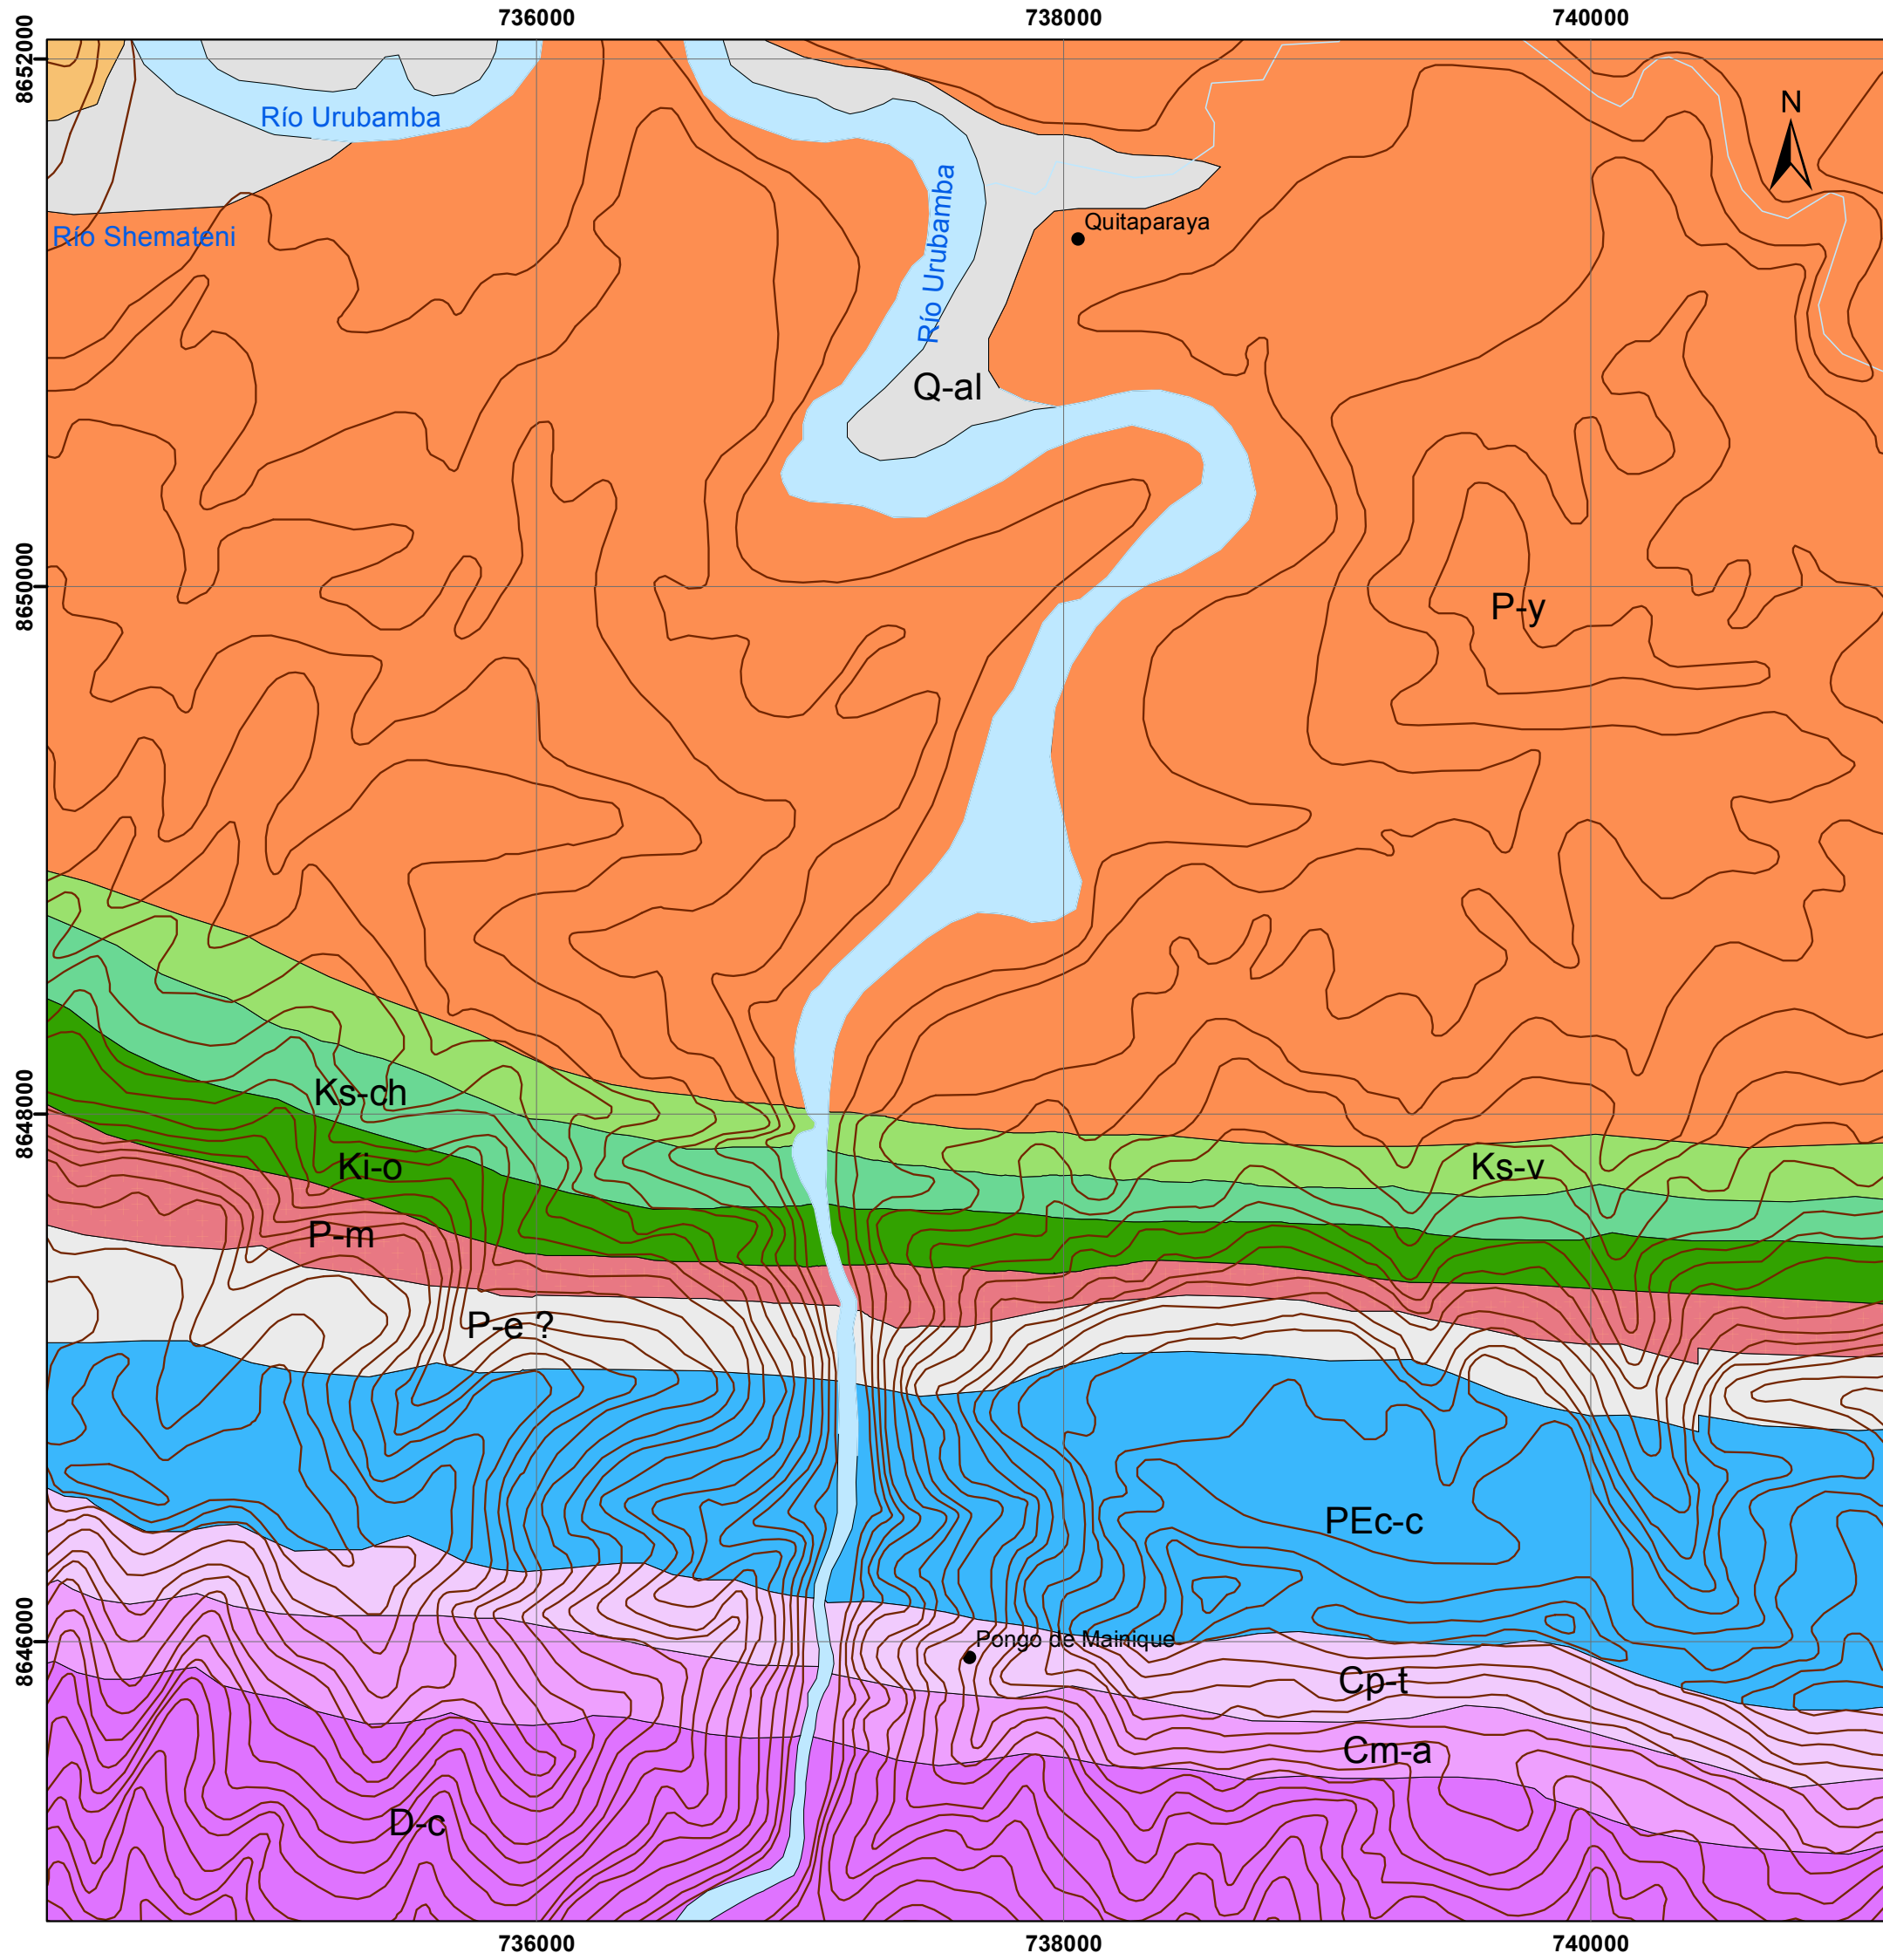 736000
738000
740000
8652000
N
Río Urubamba
Río Urubamba
Quitaparaya
Río Shemateni
Q-al
8650000
P-y
8648000
Ks-ch
Ki-o
Ks-v
P-m
P-e ?
PEc-c
8646000
Pongo de Mainique
Cp-t
Cm-a
D-c
736000
738000
740000